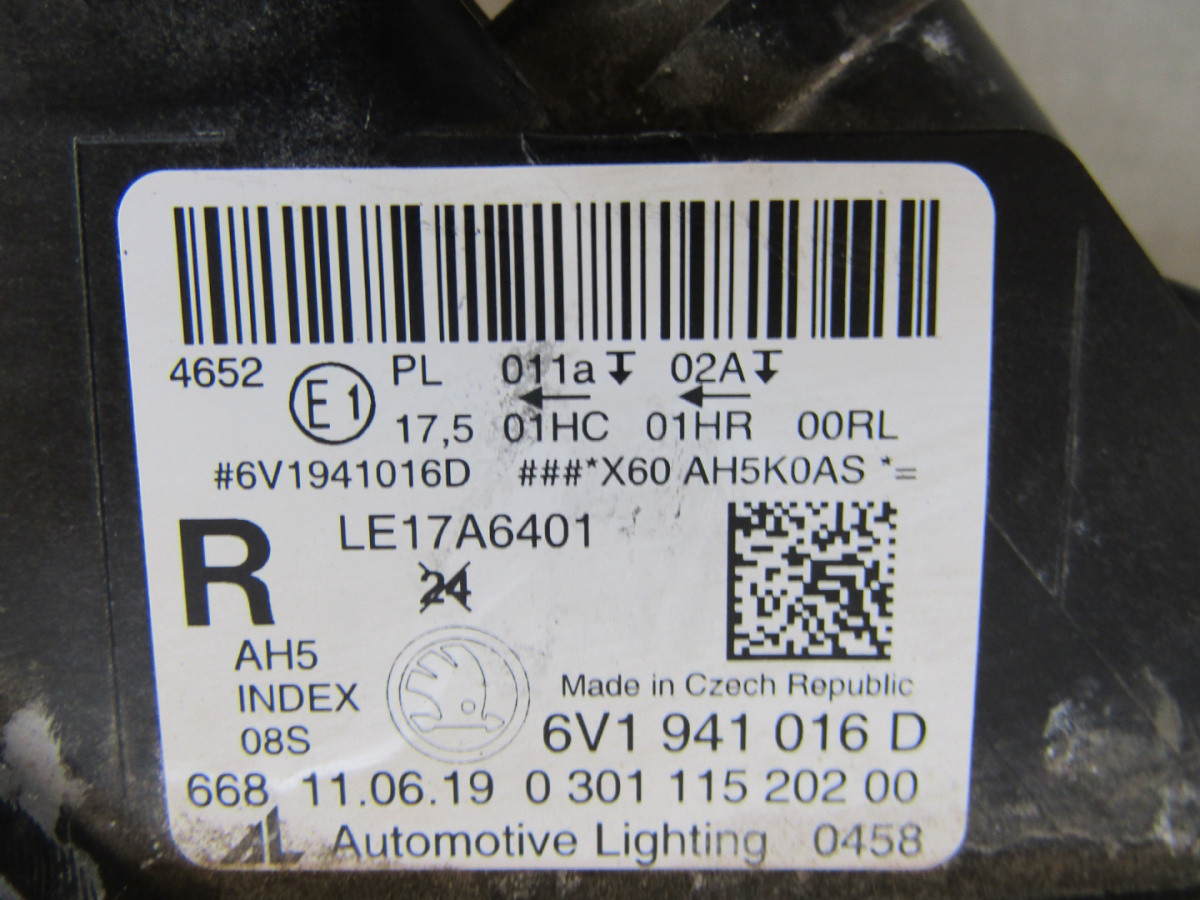 4652 E1 PL 011a 02A
17,5 01HC 01HR 00RL
#6V1941016D ###*X60 AH5K0AS *=
R LE17A6401
24
AH5
INDEX
08S
Made in Czech Republic
6V1 941 016 D
668 11.06.19 0 301 115 202 00
AL Automotive Lighting 0458